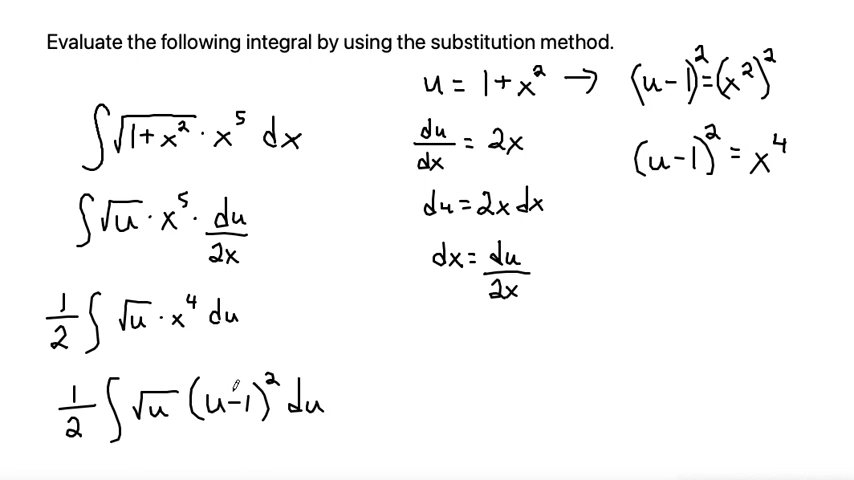 Evaluate the following integral by using the substitution method.
∫√(1+x²) · x⁵ dx
∫√u · x⁵ · du/2x
1/2 ∫ √u · x⁴ du
1/2 ∫ √u (u-1)² du
u = 1+x² → (u-1)² = (x²)²
du/dx = 2x
(u-1)² = x⁴
du = 2x dx
dx = du/2x